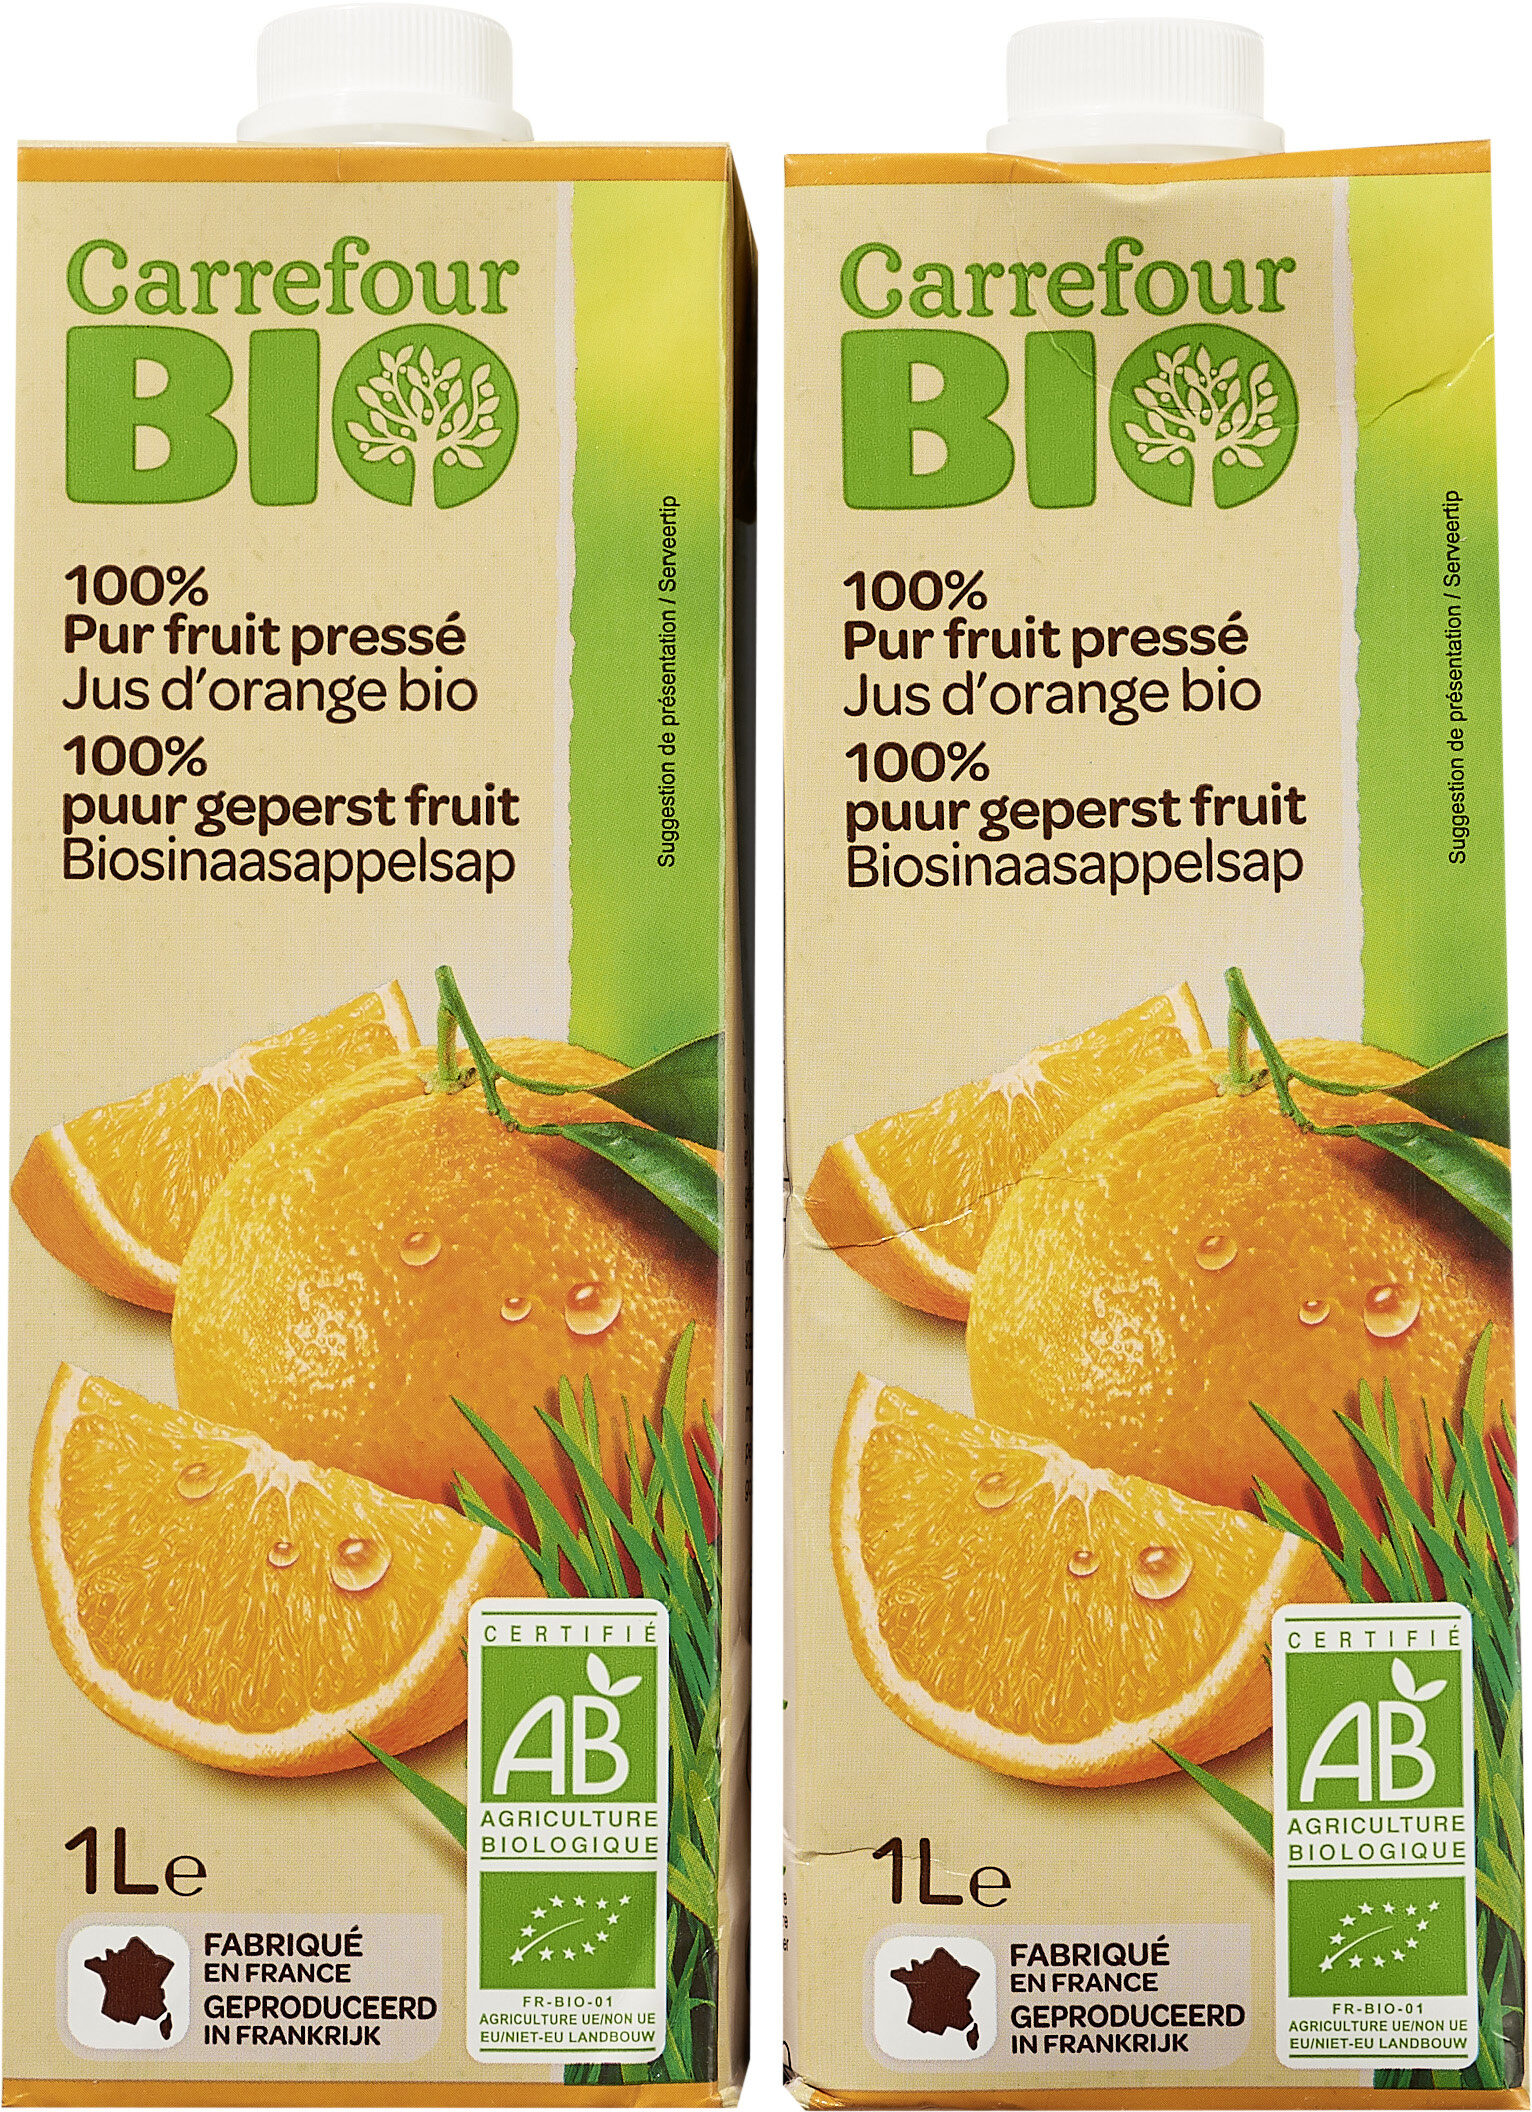 Carrefour
BIO
100%
Pur fruit pressé
Jus d'orange bio
100%
puur geperst fruit
Biosinaasappelsap
Suggestion de présentation / Serveertip
CERTIFIÉ
AB
AGRICULTURE
BIOLOGIQUE
1L e
FABRIQUÉ
EN FRANCE
GEPRODUCEERD
IN FRANKRIJK
FR-BIO-01
AGRICULTURE UE/NON UE
EU/NIET-EU LANDBOUW
Carrefour
BIO
100%
Pur fruit pressé
Jus d'orange bio
100%
puur geperst fruit
Biosinaasappelsap
Suggestion de présentation / Serveertip
CERTIFIÉ
AB
AGRICULTURE
BIOLOGIQUE
1L e
FABRIQUÉ
EN FRANCE
GEPRODUCEERD
IN FRANKRIJK
FR-BIO-01
AGRICULTURE UE/NON UE
EU/NIET-EU LANDBOUW